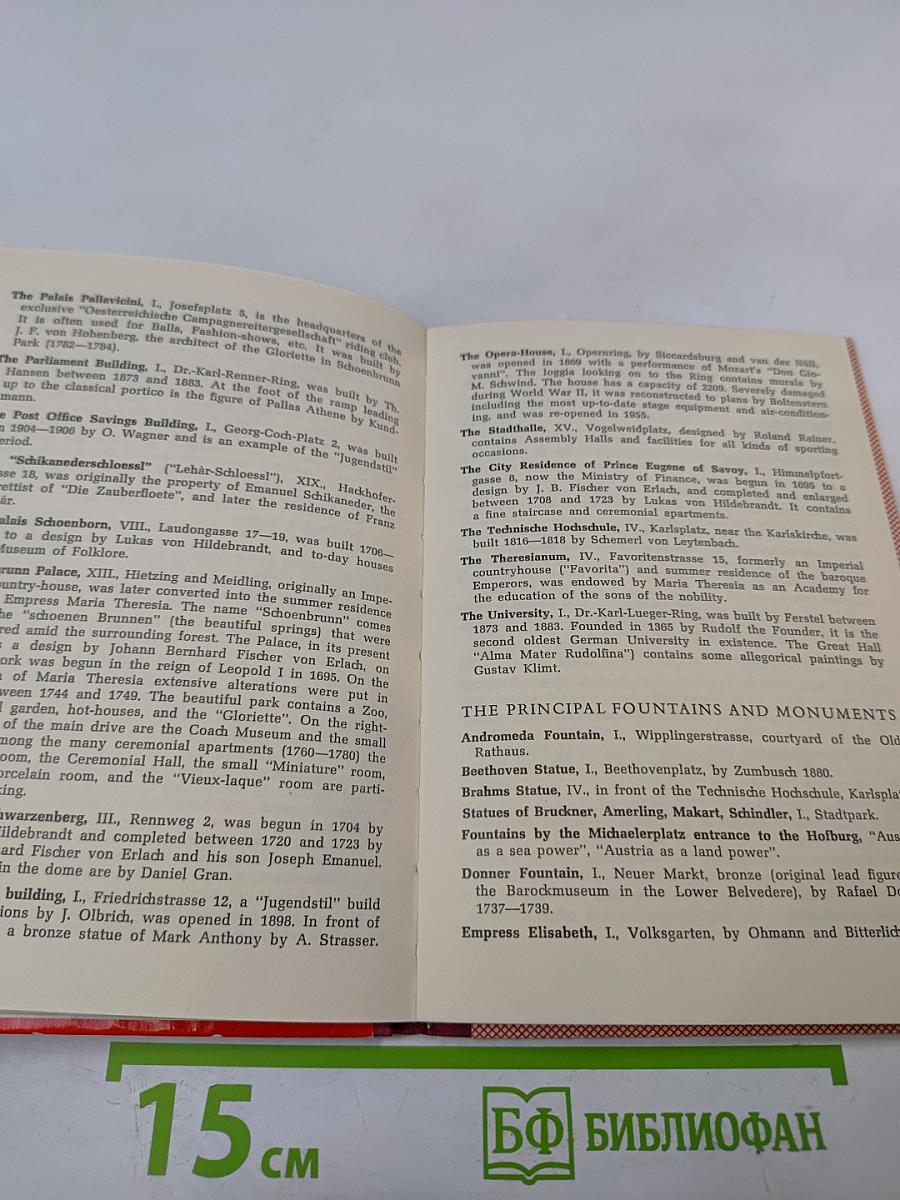 The Palais Pallavicini, I., Josefsplatz 5, is the headquarters of the
exclusive "Oesterreichische Campagnereitergesellschaft" riding club.
It is often used for Balls, Fashion-shows, etc. It was built by
J. F. von Hohenberg, the architect of the Gloriette in Schoenbrunn
Park (1782—1784).
The Parliament Building, I., Dr.-Karl-Renner-Ring, was built by Th.
Hansen between 1873 and 1883. At the foot of the ramp leading
up to the classical portico is the figure of Pallas Athene by Kund-
mann.
Post Office Savings Building, I., Georg-Coch-Platz 2, was built
1904—1906 by O. Wagner and is an example of the "Jugendstil"
"Schikanederschloessl" ("Lehàr-Schloessl"), XIX., Hackhofer-
18, was originally the property of Emanuel Schikaneder, the
of "Die Zauberfloete", and later the residence of Franz
Schoenborn, VIII., Laudongasse 17—19, was built 1706—
to a design by Lukas von Hildebrandt, and to-day houses
Museum of Folklore.
Palace, XIII., Hietzing and Meidling, originally an Impe-
was later converted into the summer residence
Empress Maria Theresia. The name "Schoenbrunn" comes
"schoenen Brunnen" (the beautiful springs) that were
amid the surrounding forest. The Palace, in its present
a design by Johann Bernhard Fischer von Erlach, on
was begun in the reign of Leopold I in 1695. On the
of Maria Theresia extensive alterations were put in
1744 and 1749. The beautiful park contains a Zoo,
garden, hot-houses, and the "Gloriette". On the right-
of the main drive are the Coach Museum and the small
the many ceremonial apartments (1760—1780) the
the Ceremonial Hall, the small "Miniature" room,
room, and the "Vieux-laque" room are parti-
III., Rennweg 2, was begun in 1704 by
and completed between 1720 and 1723 by
Fischer von Erlach and his son Joseph Emanuel.
in the dome are by Daniel Gran.
building, I., Friedrichstrasse 12, a "Jugendstil" build
by J. Olbrich, was opened in 1898. In front of
a bronze statue of Mark Anthony by A. Strasser.
The Opera-House, I., Opernring, by Siccardsburg and van der Nüll,
was opened in 1869 with a performance of Mozart's "Don Gio-
vanni". The loggia looking on to the Ring contains murals by
M. Schwind. The house has a capacity of 2209. Severely damaged
during World War II, it was reconstructed to plans by Boltenstern
including the most up-to-date stage equipment and air-condition-
ing, and was re-opened in 1955.
The Stadthalle, XV., Vogelweidplatz, designed by Roland Rainer,
contains Assembly Halls and facilities for all kinds of sporting
occasions.
The City Residence of Prince Eugene of Savoy, I., Himmelpfort-
gasse 8, now the Ministry of Finance, was begun in 1695 to a
design by J. B. Fischer von Erlach, and completed and enlarged
between 1708 and 1723 by Lukas von Hildebrandt. It contains
a fine staircase and ceremonial apartments.
The Technische Hochschule, IV., Karlsplatz, near the Karlskirche, was
built 1816—1818 by Schemerl von Leytenbach.
The Theresianum, IV., Favoritenstrasse 15, formerly an Imperial
countryhouse ("Favorita") and summer residence of the baroque
Emperors, was endowed by Maria Theresia as an Academy for
the education of the sons of the nobility.
The University, I., Dr.-Karl-Lueger-Ring, was built by Ferstel between
1873 and 1883. Founded in 1365 by Rudolf the Founder, it is the
second oldest German University in existence. The Great Hall
"Alma Mater Rudolfina") contains some allegorical paintings by
Gustav Klimt.
THE PRINCIPAL FOUNTAINS AND MONUMENTS
Andromeda Fountain, I., Wipplingerstrasse, courtyard of the Old
Rathaus.
Beethoven Statue, I., Beethovenplatz, by Zumbusch 1880.
Brahms Statue, IV., in front of the Technische Hochschule,
Statues of Bruckner, Amerling, Makart, Schindler, I., Stadtpark.
Fountains by the Michaelerplatz entrance to the Hofburg,
as a sea power", "Austria as a land power".
Donner Fountain, I., Neuer Markt, bronze (original lead
the Barockmuseum in the Lower Belvedere), by Rafael
1737—1739.
Empress Elisabeth, I., Volksgarten, by Ohmann and
15 см
БФ БИБЛИОФАН